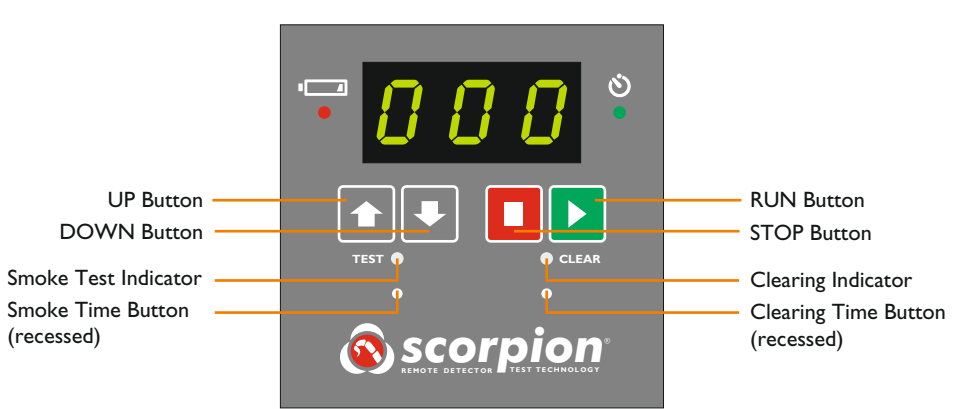 000
UP Button
RUN Button
DOWN Button
STOP Button
TEST
CLEAR
Smoke Test Indicator
Clearing Indicator
Smoke Time Button
(recessed)
Clearing Time Button
(recessed)
scorpion®
REMOTE DETECTOR TEST TECHNOLOGY